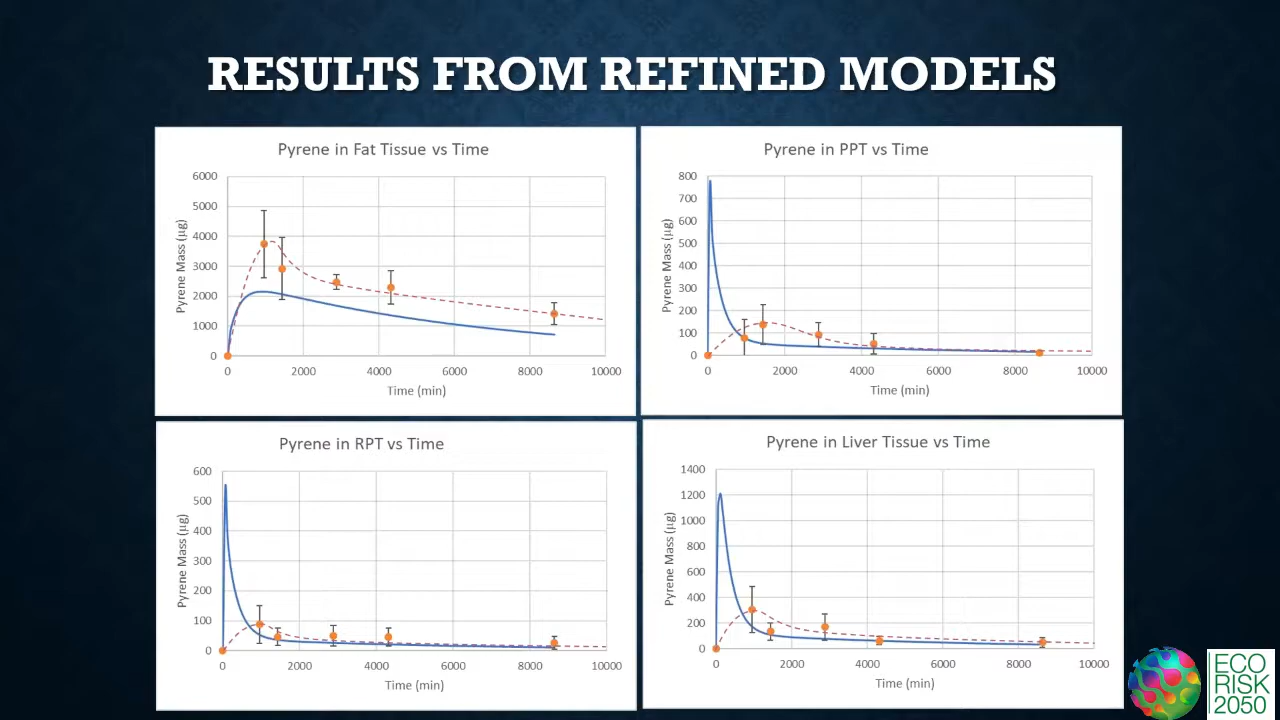 RESULTS FROM REFINED MODELS
Pyrene in Fat Tissue vs Time
6000
5000
4000
3000
2000
1000
0
Pyrene Mass (µg)
0 2000 4000 6000 8000 10000
Time (min)
Pyrene in PPT vs Time
800
700
600
500
400
300
200
100
0
Pyrene Mass (µg)
0 2000 4000 6000 8000 10000
Time (min)
Pyrene in RPT vs Time
600
500
400
300
200
100
0
Pyrene Mass (µg)
0 2000 4000 6000 8000 10000
Time (min)
Pyrene in Liver Tissue vs Time
1400
1200
1000
800
600
400
200
0
Pyrene Mass (µg)
0 2000 4000 6000 8000 10000
Time (min)
ECO
RISK
2050